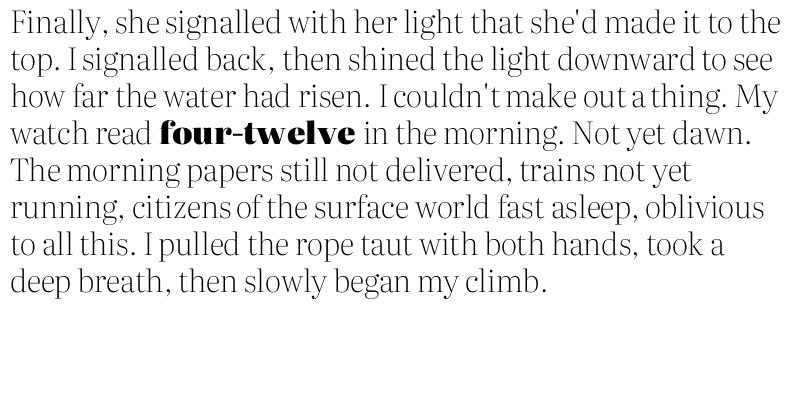 Finally, she signalled with her light that she'd made it to the
top. I signalled back, then shined the light downward to see
how far the water had risen. I couldn't make out a thing. My
watch read four-twelve in the morning. Not yet dawn.
The morning papers still not delivered, trains not yet
running, citizens of the surface world fast asleep, oblivious
to all this. I pulled the rope taut with both hands, took a
deep breath, then slowly began my climb.